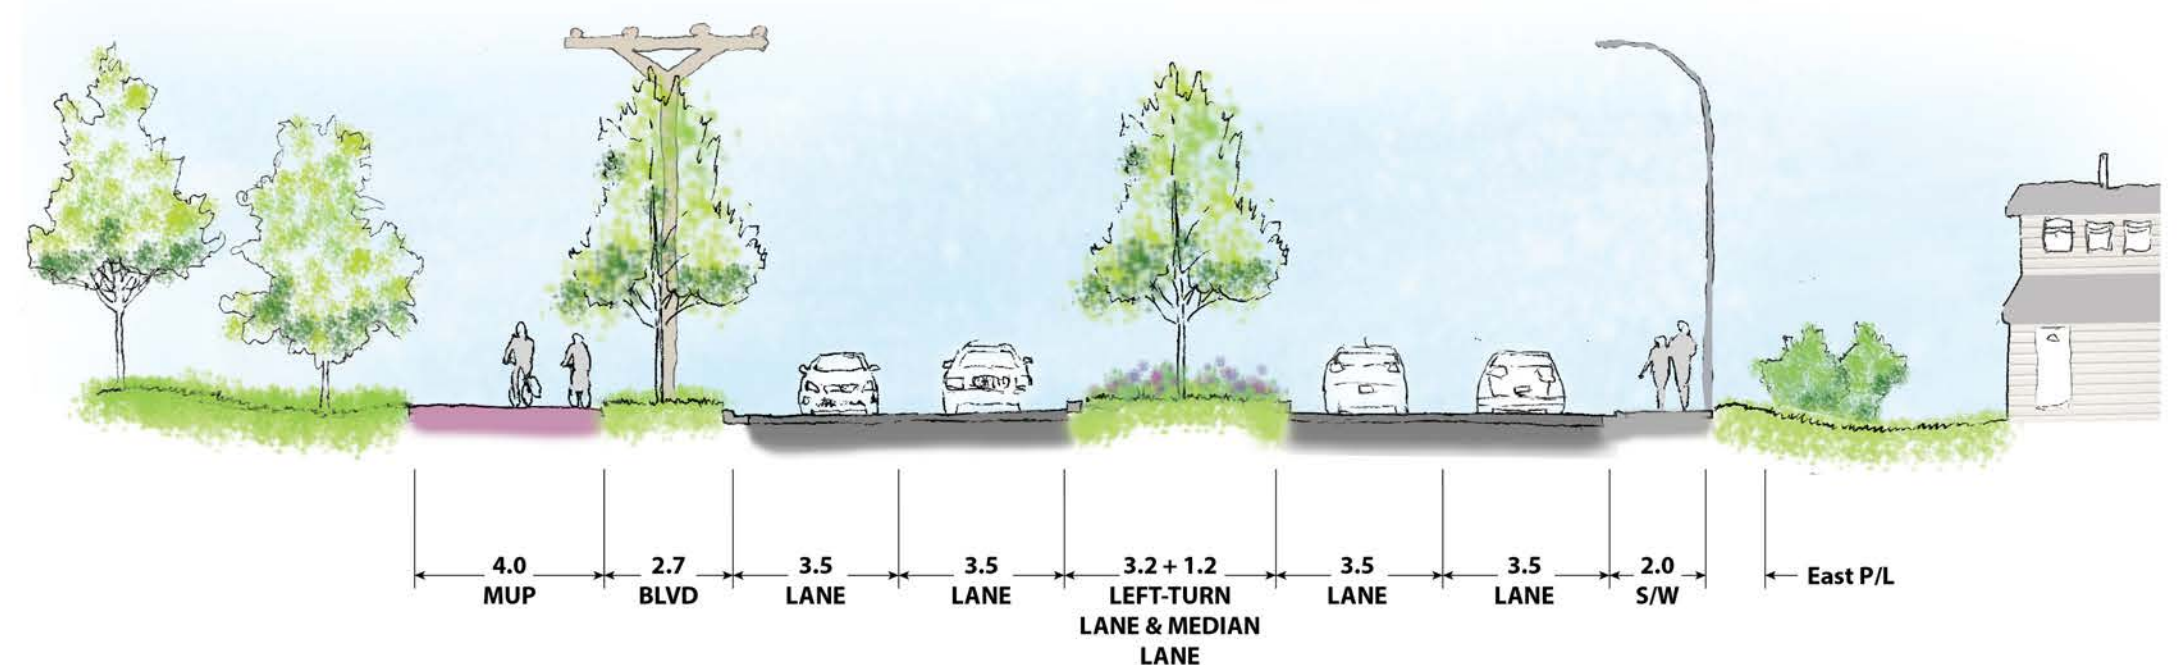 4.0
MUP
2.7
BLVD
3.5
LANE
3.5
LANE
3.2 + 1.2
LEFT-TURN
LANE & MEDIAN
LANE
3.5
LANE
3.5
LANE
2.0
S/W
East P/L